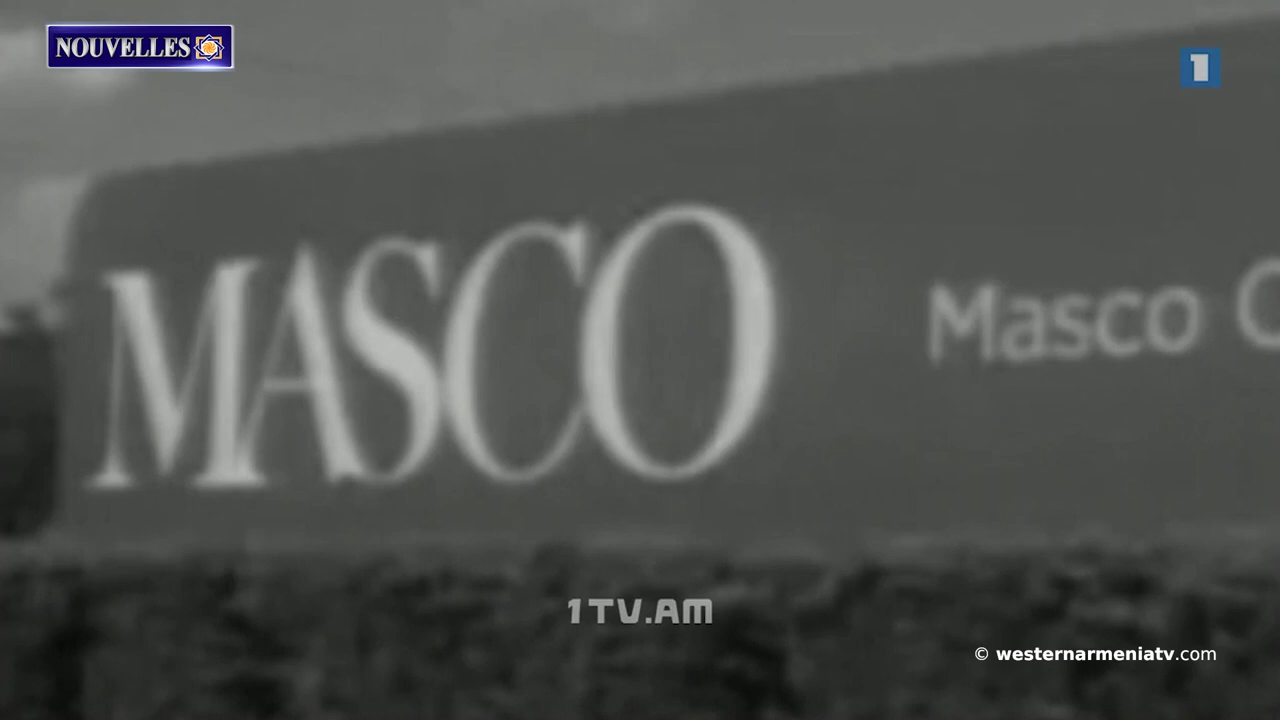 NOUVELLES
1
MASCO
Masco
1TV.AM
© westernarmeniatv.com